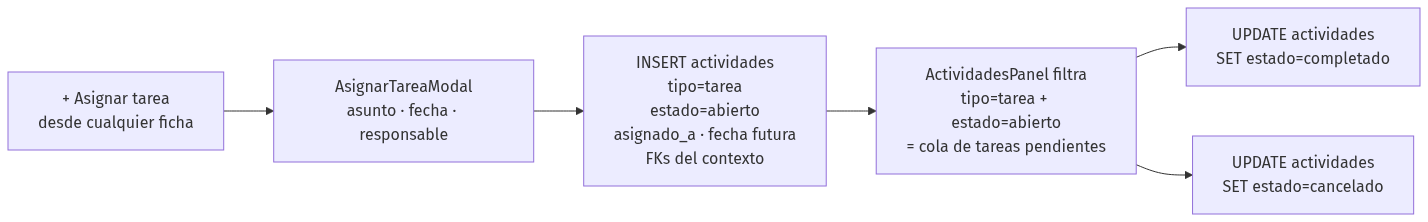 + Asignar tarea
desde cualquier ficha
AsignarTareaModal
asunto · fecha ·
responsable
INSERT actividades
tipo=tarea
estado=abierto
asignado_a · fecha futura
FKs del contexto
ActividadesPanel filtra
tipo=tarea +
estado=abierto
= cola de tareas pendientes
UPDATE actividades
SET estado=completado
UPDATE actividades
SET estado=cancelado